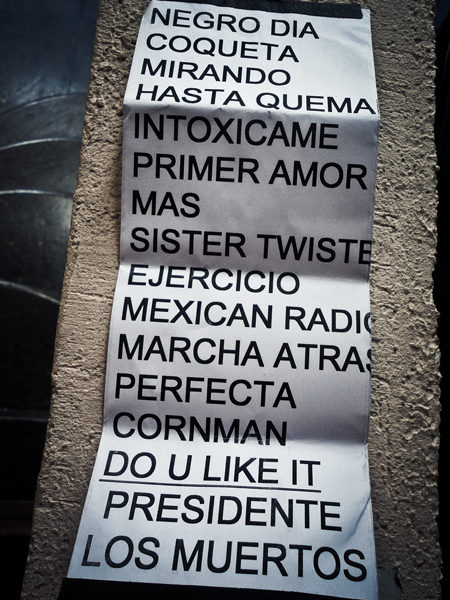 NEGRO DIA
COQUETA
MIRANDO
HASTA QUEMA
INTOXICAME
PRIMER AMOR
MAS
SISTER TWISTE
EJERCICIO
MEXICAN RADIO
MARCHA ATRAS
PERFECTA
CORNMAN
DO U LIKE IT
PRESIDENTE
LOS MUERTOS